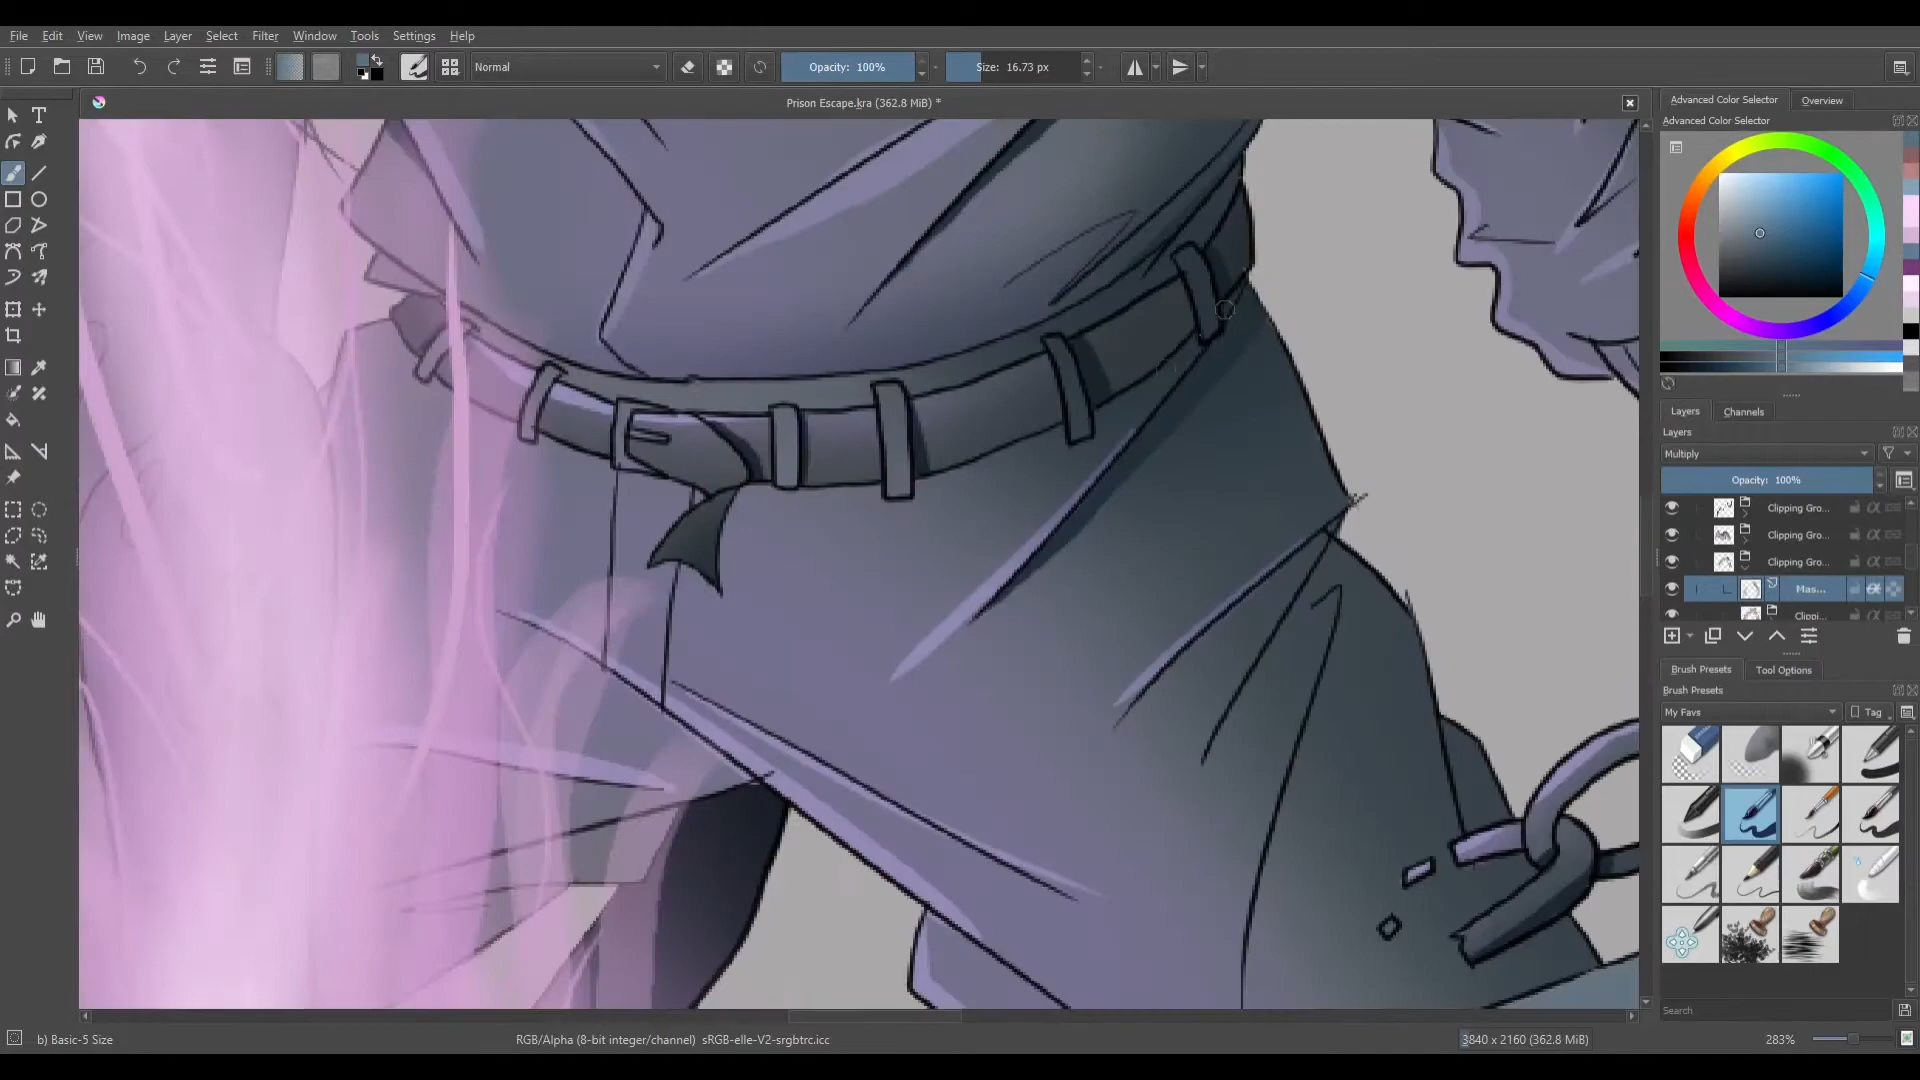 File Edit View Image Layer Select Filter Tools Settings Window Help
Normal
Opacity: 100%
Size: 16.73 px
Prison Escape.kra (362.8 MiB) *
Advanced Color Selector Overview
Advanced Color Selector
Layers Channels
Layers
Multiply
Opacity: 100%
Clipping Gro...
Clipping Gro...
Clipping Gro...
Mas...
Clippi...
Brush Presets Tool Options
Brush Presets
My Favs Tag
Search
b) Basic-5 Size
RGB/Alpha (8-bit integer/channel) sRGB-elle-V2-srgbtrc.icc
3840 x 2160 (362.8 MiB)
283%